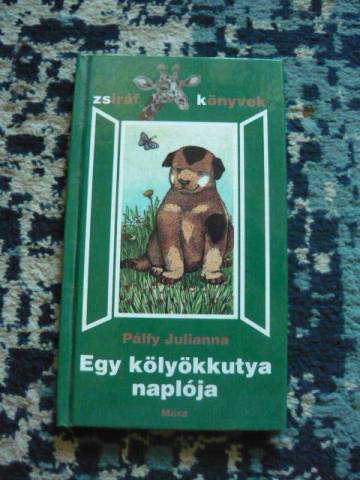 zsiráf könyvek
Pálfy Julianna
Egy kölyökkutya
naplója
Móra